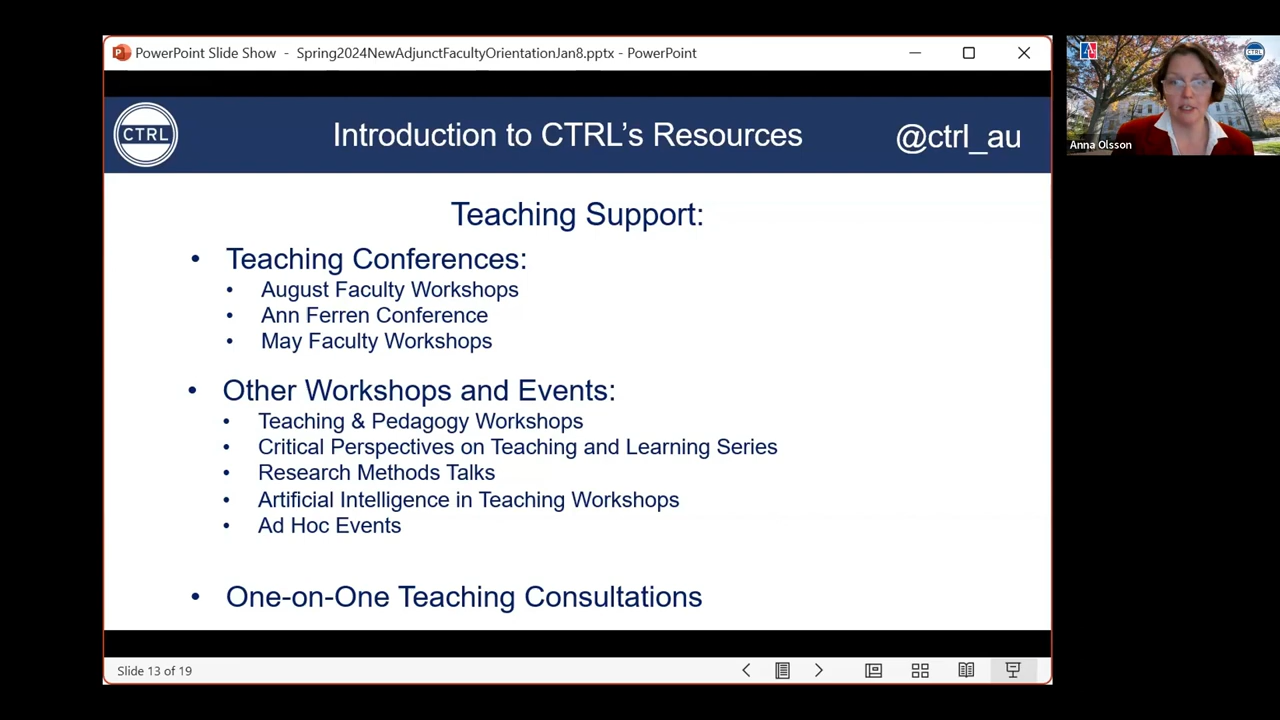 PowerPoint Slide Show - Spring2024NewAdjunctFacultyOrientationJan8.pptx - PowerPoint
CTRL
Introduction to CTRL's Resources
@ctrl_au
Teaching Support:
• Teaching Conferences:
• August Faculty Workshops
• Ann Ferren Conference
• May Faculty Workshops
• Other Workshops and Events:
• Teaching & Pedagogy Workshops
• Critical Perspectives on Teaching and Learning Series
• Research Methods Talks
• Artificial Intelligence in Teaching Workshops
• Ad Hoc Events
• One-on-One Teaching Consultations
Slide 13 of 19
CTRL
Anna Olsson